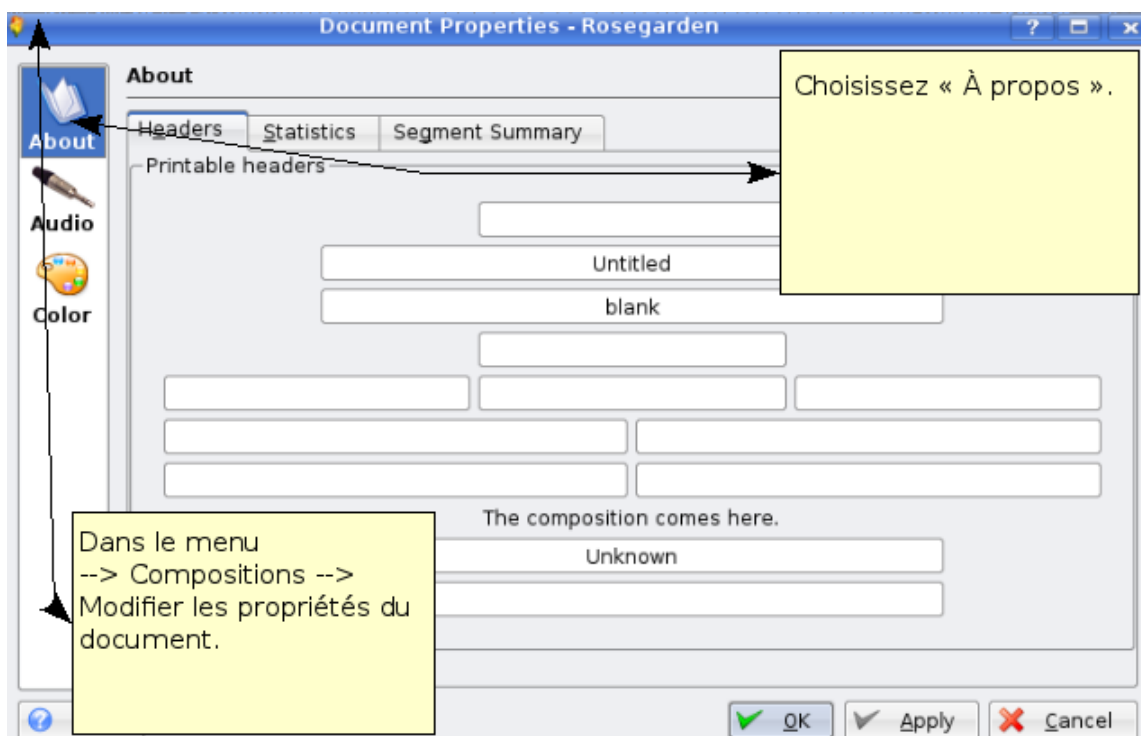 Document Properties - Rosegarden
About
Choisissez « À propos ».
About
Headers Statistics Segment Summary
Printable headers
Audio
Untitled
Color
blank
The composition comes here.
Dans le menu
--> Compositions -->
Modifier les propriétés du
document.
Unknown
OK Apply Cancel